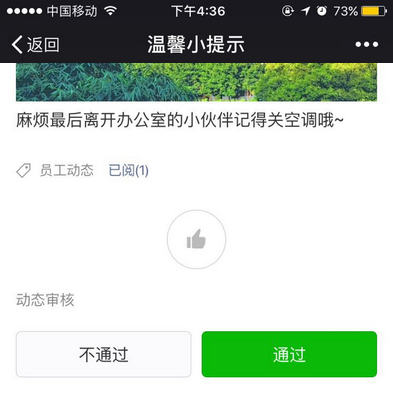 中国移动 下午4:36 73%
返回 温馨小提示
麻烦最后离开办公室的小伙伴记得关空调哦~
员工动态 已阅(1)
动态审核
不通过 通过